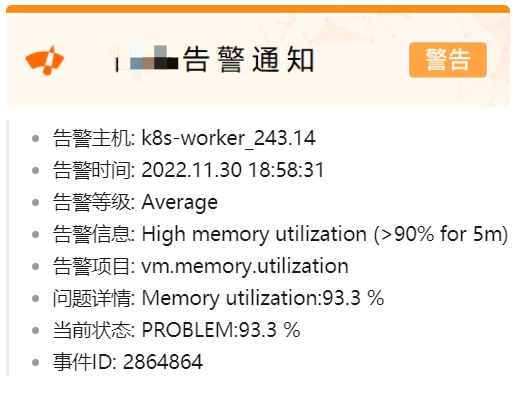 告警通知
警告
告警主机: k8s-worker_243.14
告警时间: 2022.11.30 18:58:31
告警等级: Average
告警信息: High memory utilization (>90% for 5m)
告警项目: vm.memory.utilization
问题详情: Memory utilization:93.3 %
当前状态: PROBLEM:93.3 %
事件ID: 2864864